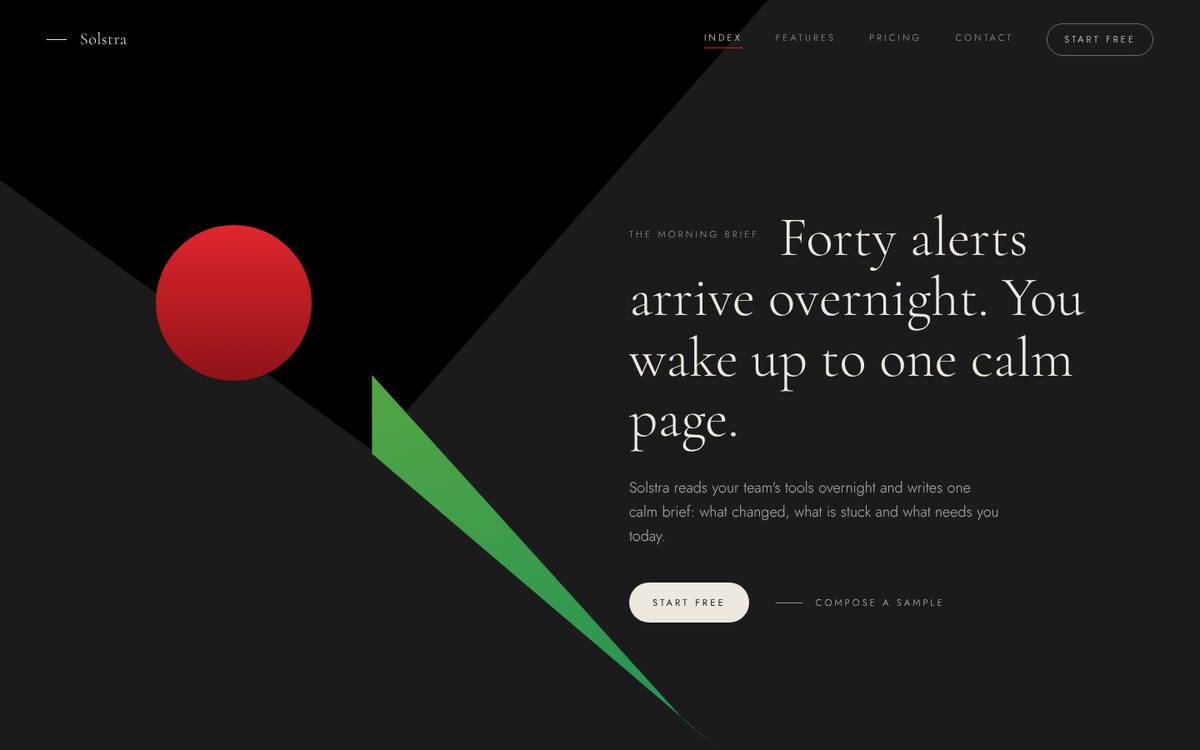 Solstra
INDEX FEATURES PRICING CONTACT START FREE
THE MORNING BRIEF Forty alerts
arrive overnight. You
wake up to one calm
page.
Solstra reads your team's tools overnight and writes one
calm brief: what changed, what is stuck and what needs you
today.
START FREE COMPOSE A SAMPLE